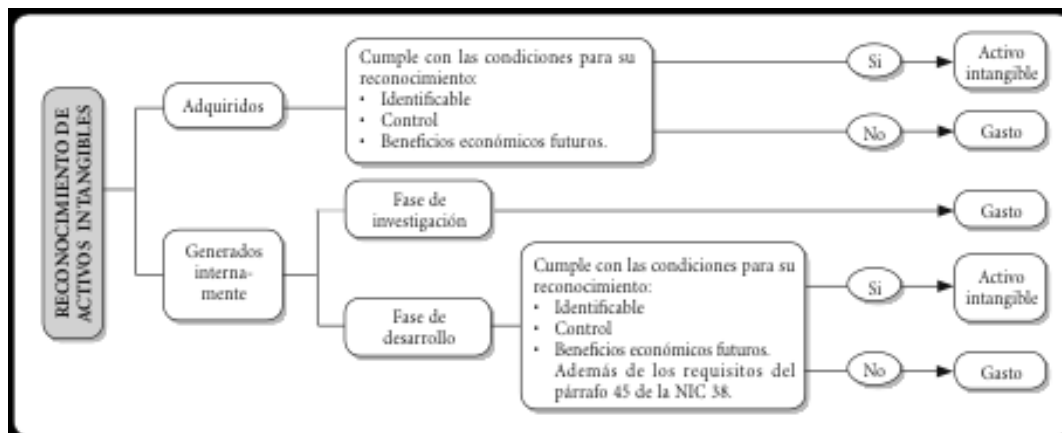 RECONOCIMIENTO DE
ACTIVOS INTANGIBLES
Adquiridos
Cumple con las condiciones para su
reconocimiento:
• Identificable
• Control
• Beneficios económicos futuros.
Si
Activo
intangible
No
Gasto
Generados
interna-
mente
Fase de
investigación
Gasto
Fase de
desarrollo
Cumple con las condiciones para su
reconocimiento:
• Identificable
• Control
• Beneficios económicos futuros.
Además de los requisitos del
párrafo 45 de la NIC 38.
Si
Activo
intangible
No
Gasto